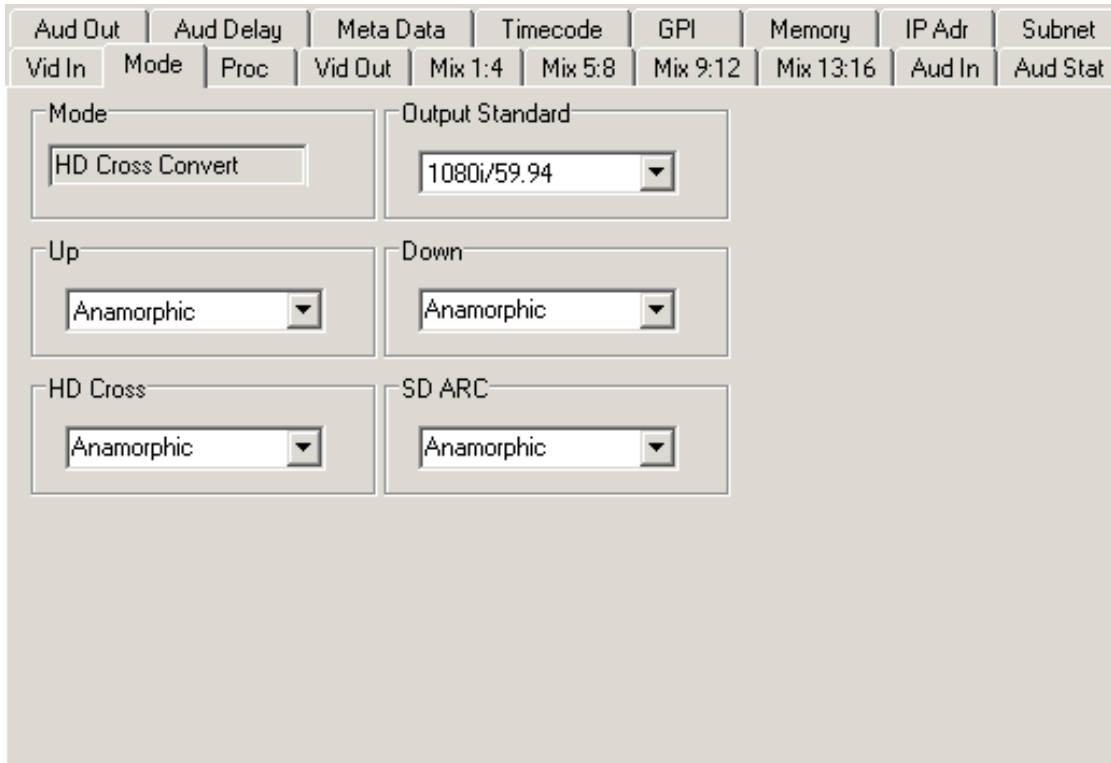 Aud Out Aud Delay Meta Data Timecode GPI Memory IP Adr Subnet
Vid In Mode Proc Vid Out Mix 1:4 Mix 5:8 Mix 9:12 Mix 13:16 Aud In Aud Stat
Mode Output Standard
HD Cross Convert 1080i/59.94
Up Down
Anamorphic Anamorphic
HD Cross SD ARC
Anamorphic Anamorphic